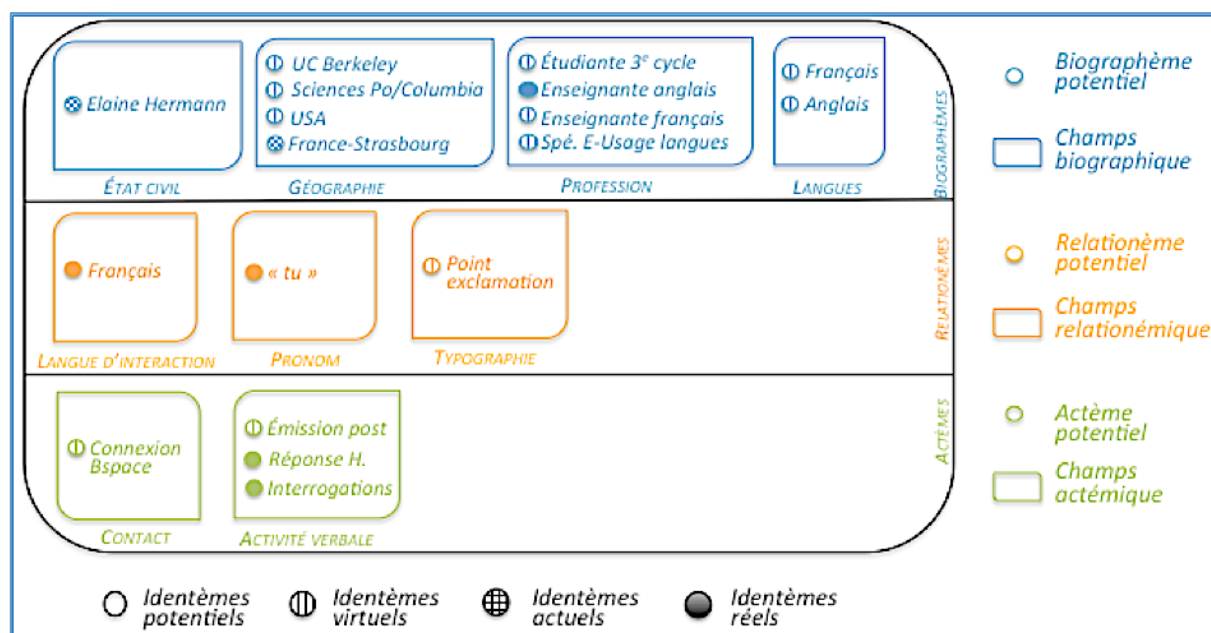 Elaine Hermann
ÉTAT CIVIL
UC Berkeley
Sciences Po/Columbia
USA
France-Strasbourg
GÉOGRAPHIE
Étudiante 3e cycle
Enseignante anglais
Enseignante français
Spé. E-Usage langues
PROFESSION
Français
Anglais
LANGUES
BIOGRAPHÈMES
Français
LANGUE D'INTERACTION
« tu »
PRONOM
Point
exclamation
TYPOGRAPHIE
RELATIONÈMES
Connexion
Bspace
CONTACT
Émission post
Réponse H.
Interrogations
ACTIVITÉ VERBALE
ACTÈMES
Biographème
potentiel
Champs
biographique
Relationème
potentiel
Champs
relationémique
Actème
potentiel
Champs
actémique
Identèmes
potentiels
Identèmes
virtuels
Identèmes
actuels
Identèmes
réels